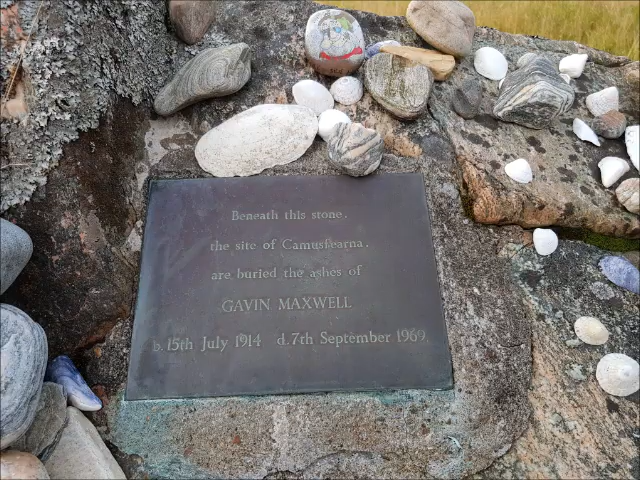 Beneath this stone,
the site of Camusfearna,
are buried the ashes of
GAVIN MAXWELL
b. 15th July 1914 d. 7th September 1969.